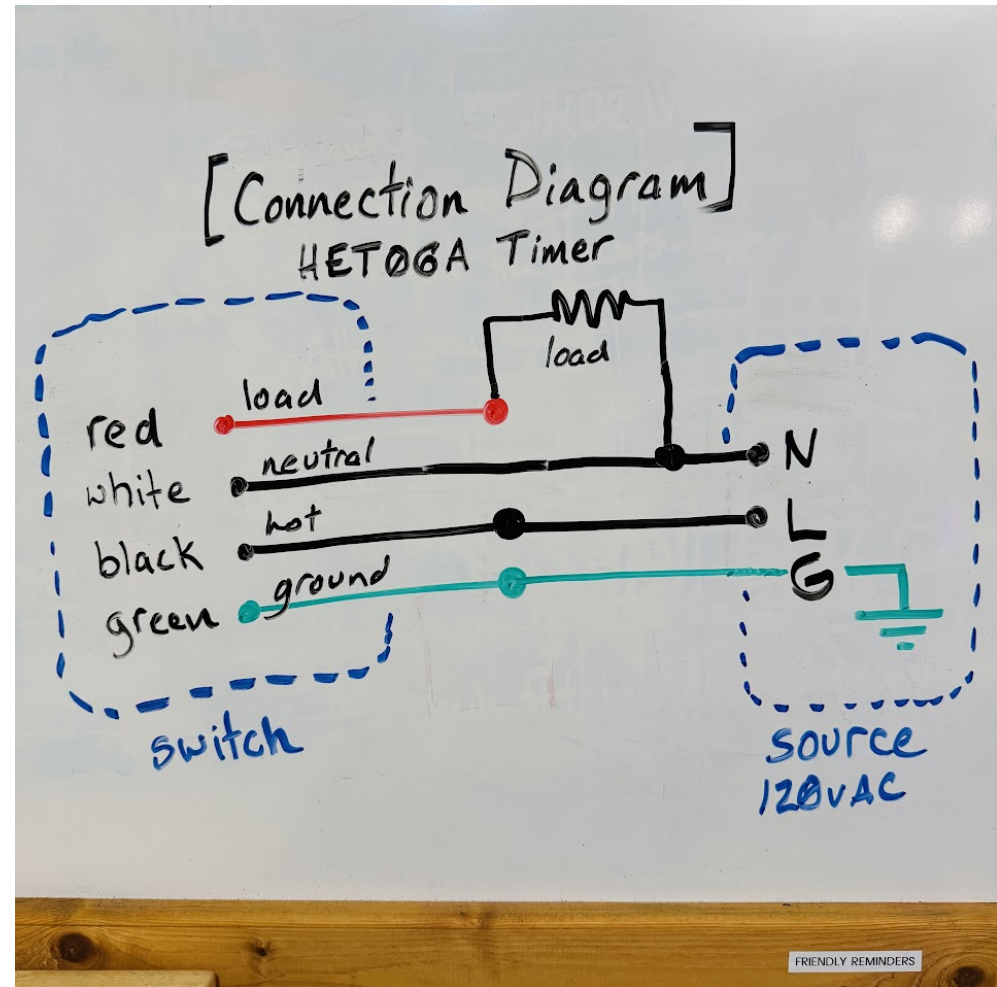 [Connection Diagram]
HET06A Timer
load
load
red
neutral
N
white
hot
L
black
ground
G
green
switch
source
120vAC
FRIENDLY REMINDERS